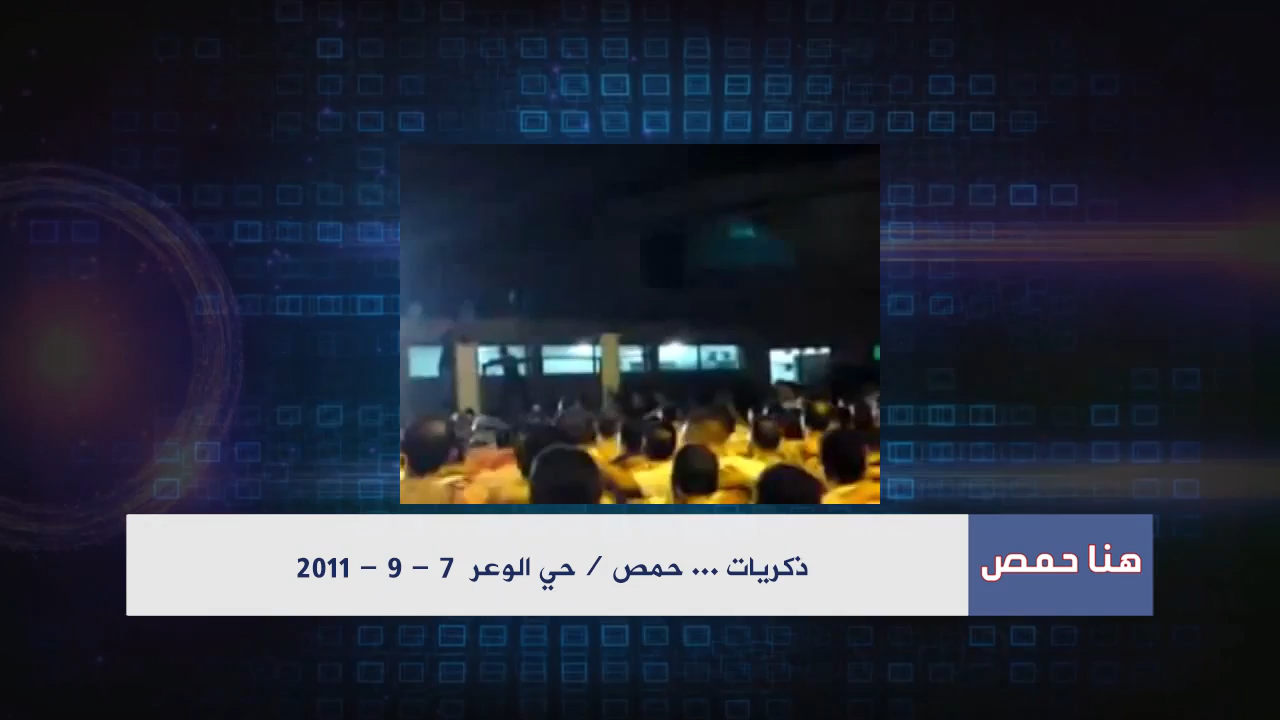 هنا حمص
ذكريات ... حمص / حي الوعر 7 - 9 - 2011